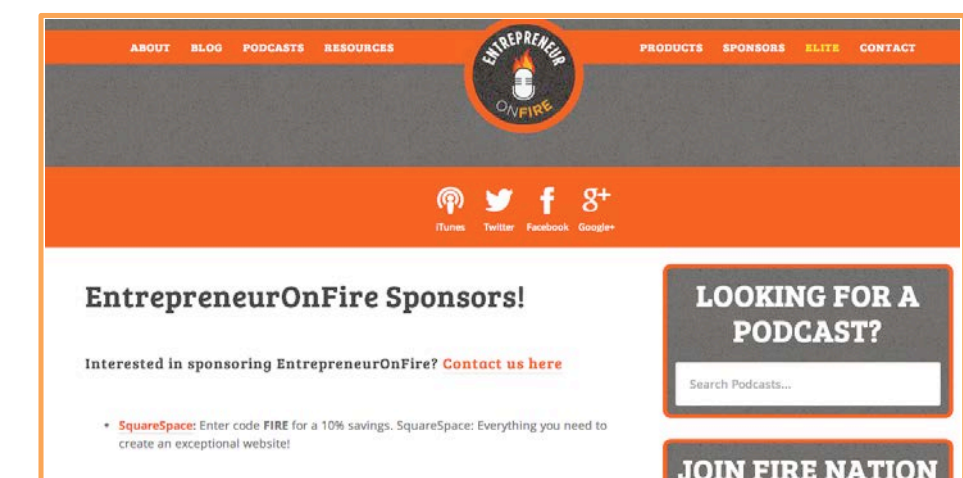 ABOUT BLOG PODCASTS RESOURCES
ENTREPRENEUR
ONFIRE
PRODUCTS SPONSORS ELITE CONTACT
iTunes Twitter Facebook Google+
EntrepreneurOnFire Sponsors!
Interested in sponsoring EntrepreneurOnFire? Contact us here
• SquareSpace: Enter code FIRE for a 10% savings. SquareSpace: Everything you need to
create an exceptional website!
LOOKING FOR A
PODCAST?
Search Podcasts...
JOIN FIRE NATION